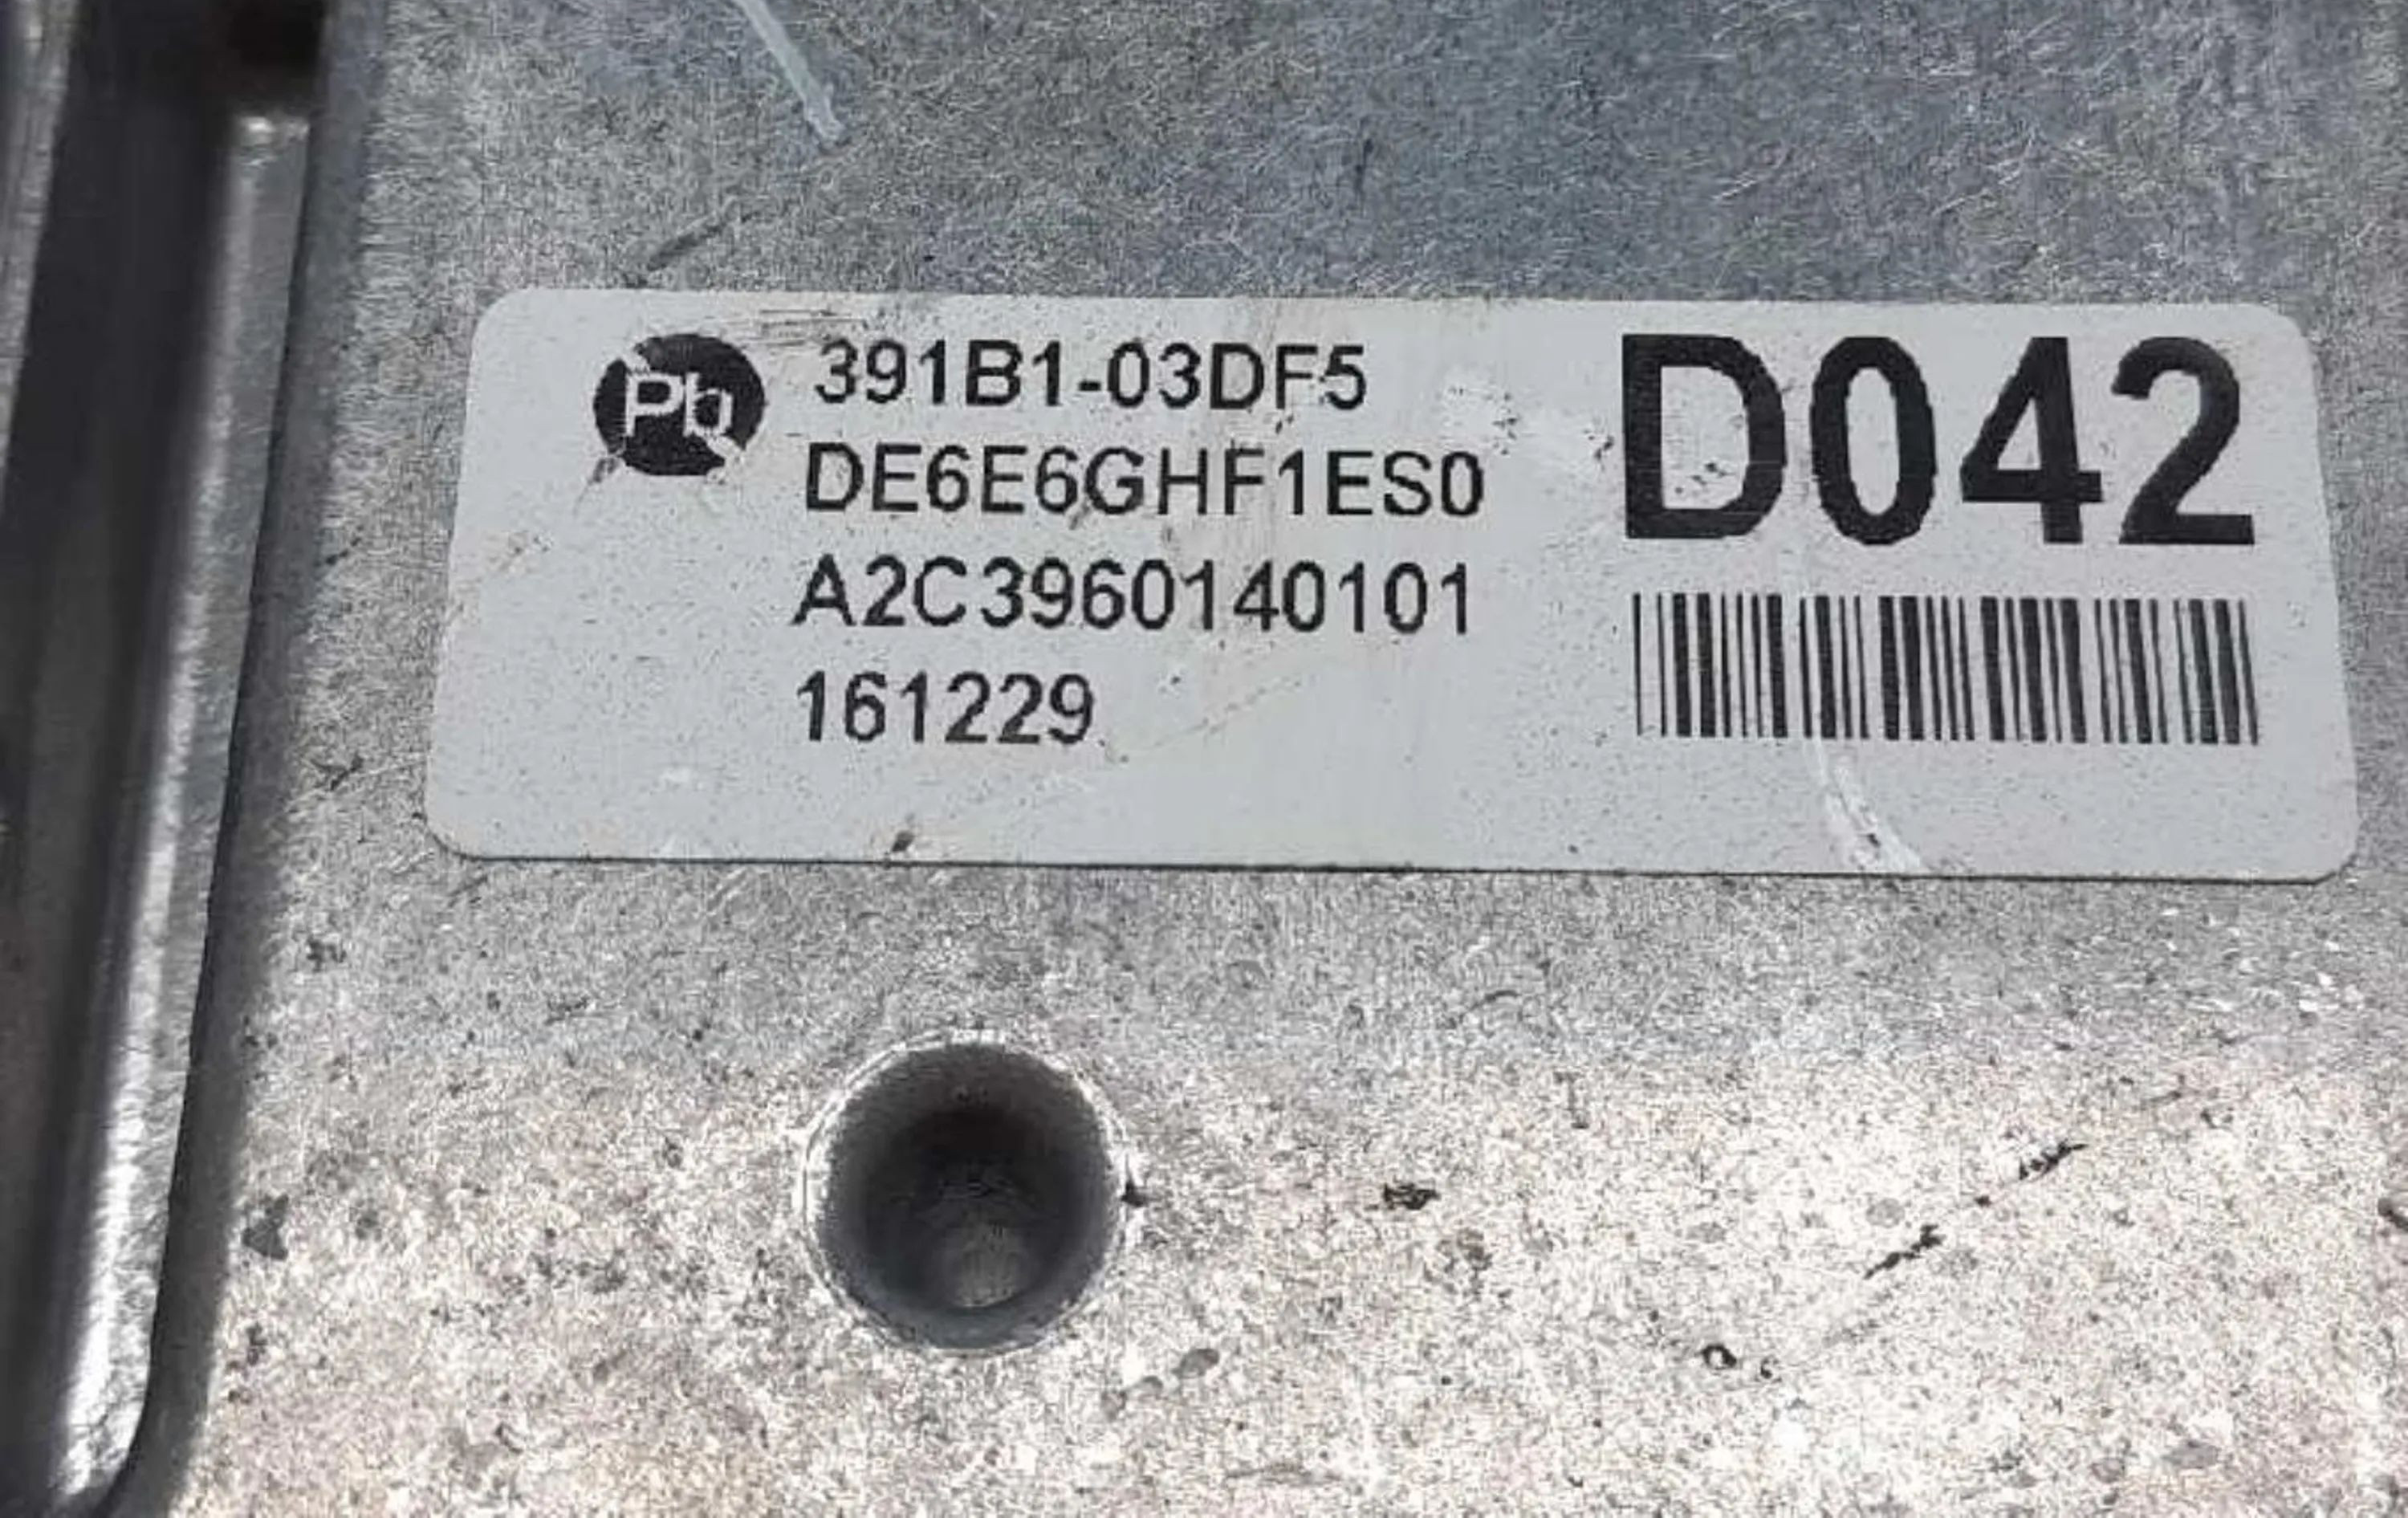 Pb
391B1-03DF5
DE6E6GHF1ES0
A2C3960140101
161229
D042